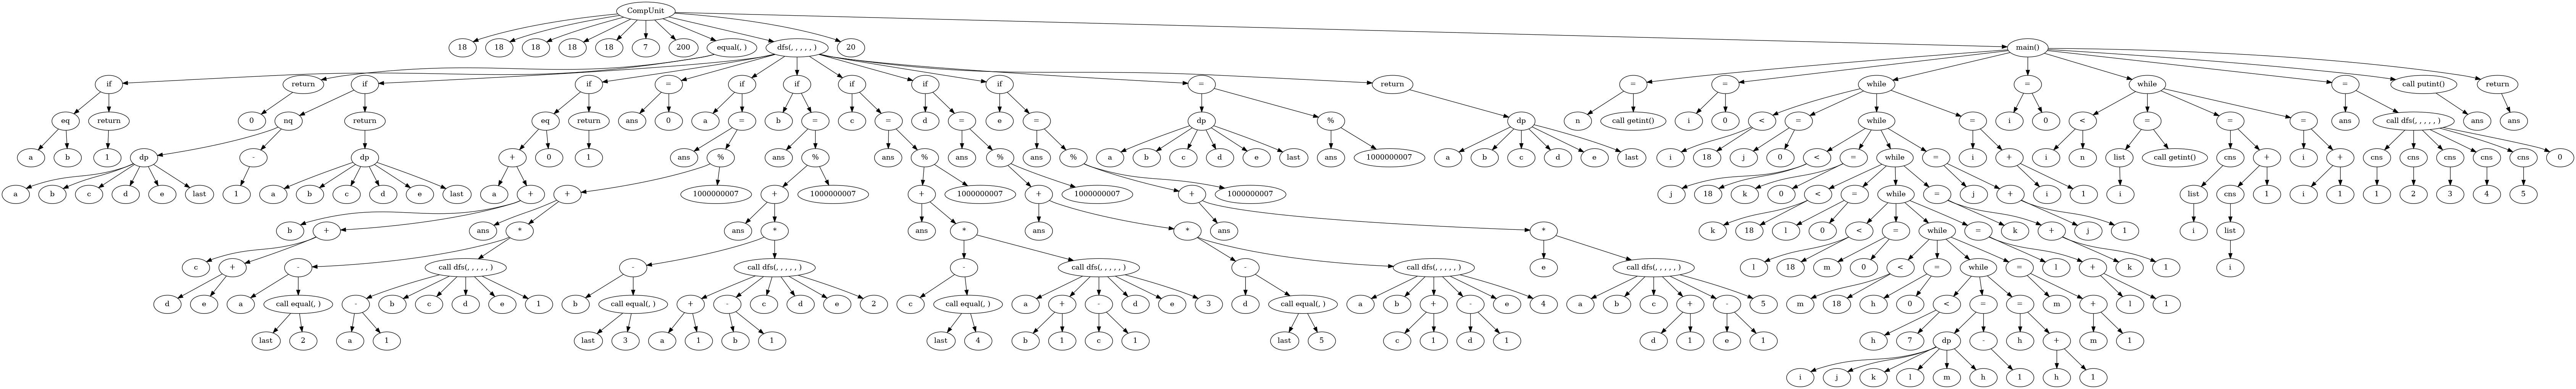 CompUnit
18 18 18 18 18 7 200 equal(, ) dfs(, , , , , ) 20 main()
if return if if = if if if if if = return = = while = while = call putint() return
eq return 0 nq return eq return ans 0 a = b = c = d = e = dp % dp n call getint() i 0 < = while = i 0 < = = = ans call dfs(, , , , , ) ans ans
a b 1 dp - dp + 0 1 ans % ans % ans % ans % ans % a b c d e last ans 1000000007 a b c d e last i 18 j 0 < = while = i + i n list call getint() cns + i + cns cns cns cns cns 0
a b c d e last 1 a b c d e last a + + 1000000007 + 1000000007 + 1000000007 + 1000000007 + 1000000007 j 18 k 0 < = while = j + i 1 i list cns 1 i 1 1 2 3 4 5
b + ans * ans * ans * ans * ans * k 18 l 0 < = while = k + j 1 i list
c + - call dfs(, , , , , ) - call dfs(, , , , , ) - call dfs(, , , , , ) - call dfs(, , , , , ) e call dfs(, , , , , ) l 18 m 0 < = while = l + k 1 i
d e a call equal(, ) - b c d e 1 b call equal(, ) + - c d e 2 c call equal(, ) a + - d e 3 d call equal(, ) a b + - e 4 a b c + - 5 m 18 h 0 < = = m + l 1
last 2 a 1 last 3 a 1 b 1 last 4 b 1 c 1 last 5 c 1 d 1 d 1 e 1 h 7 dp - h + m 1
i j k l m h 1 h 1